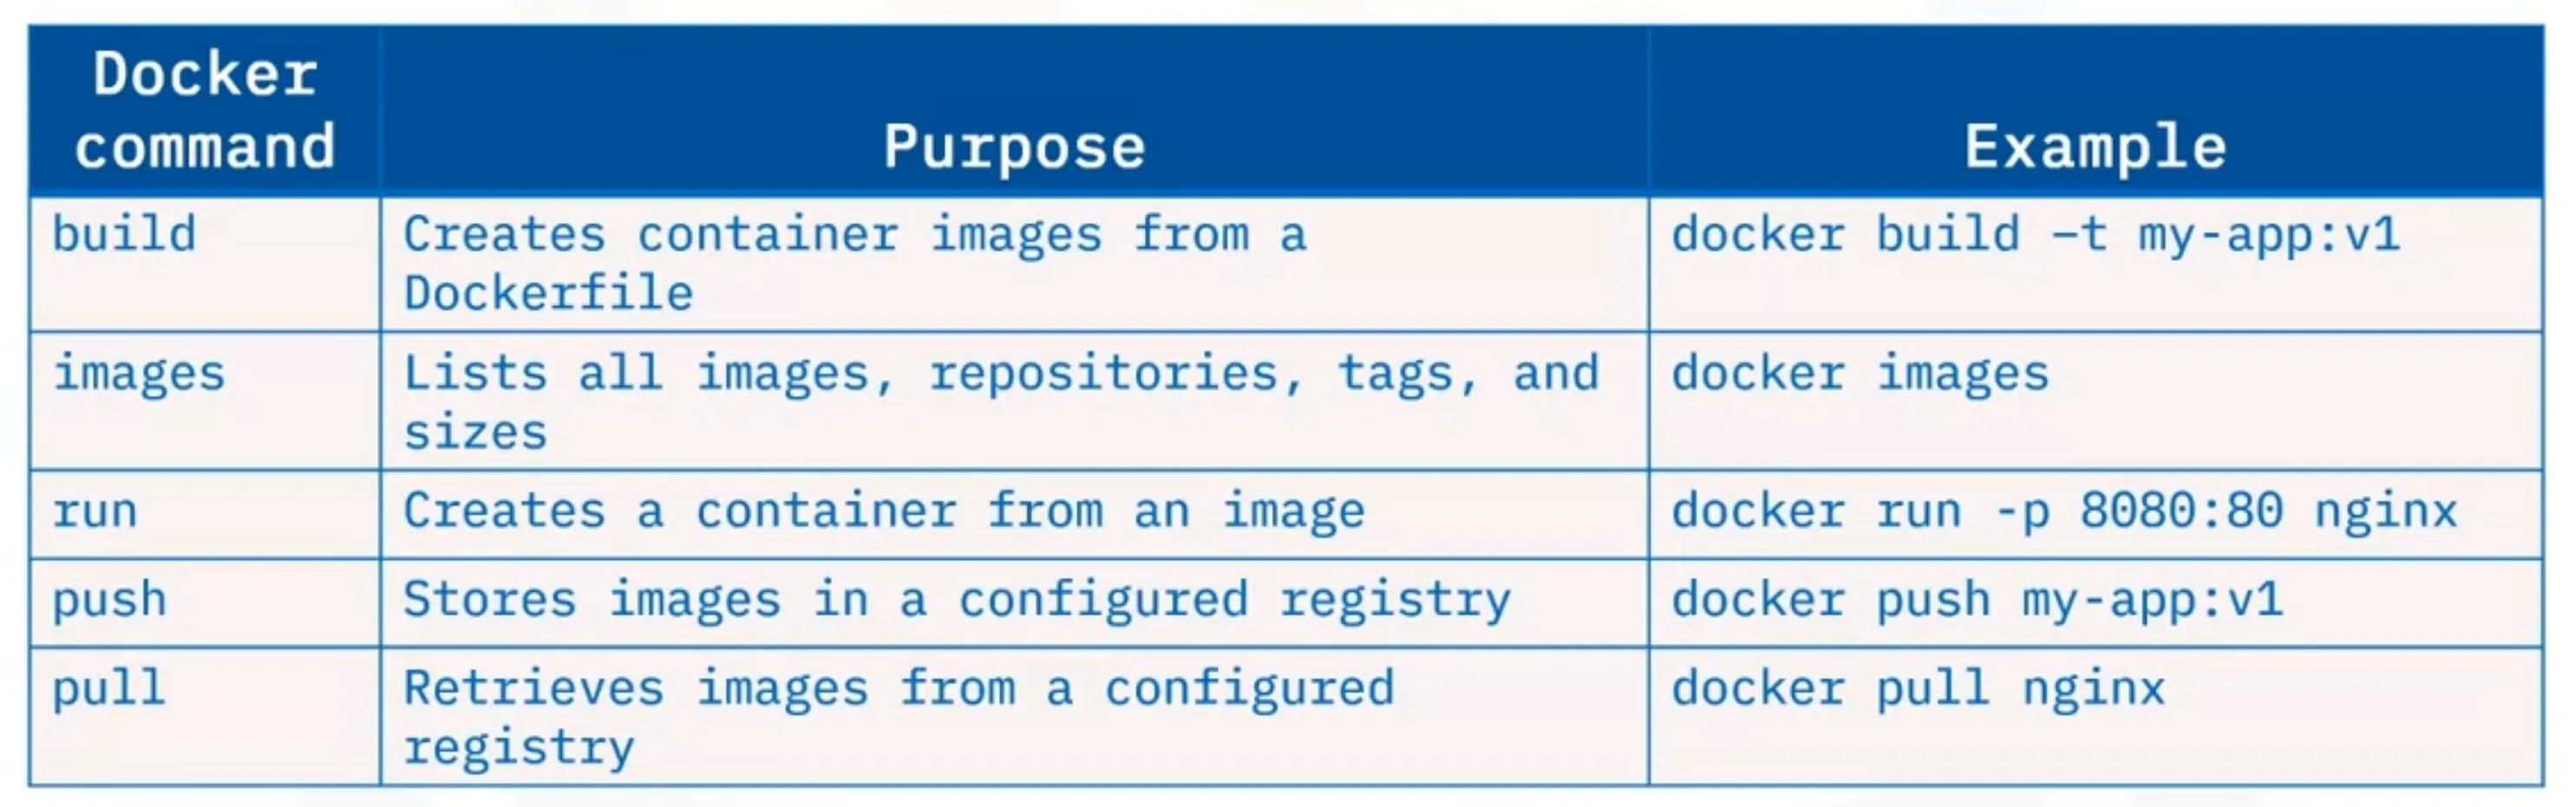 Docker
command
Purpose
Example
build
Creates container images from a
Dockerfile
docker build –t my-app:v1
images
Lists all images, repositories, tags, and
sizes
docker images
run
Creates a container from an image
docker run -p 8080:80 nginx
push
Stores images in a configured registry
docker push my-app:v1
pull
Retrieves images from a configured
registry
docker pull nginx